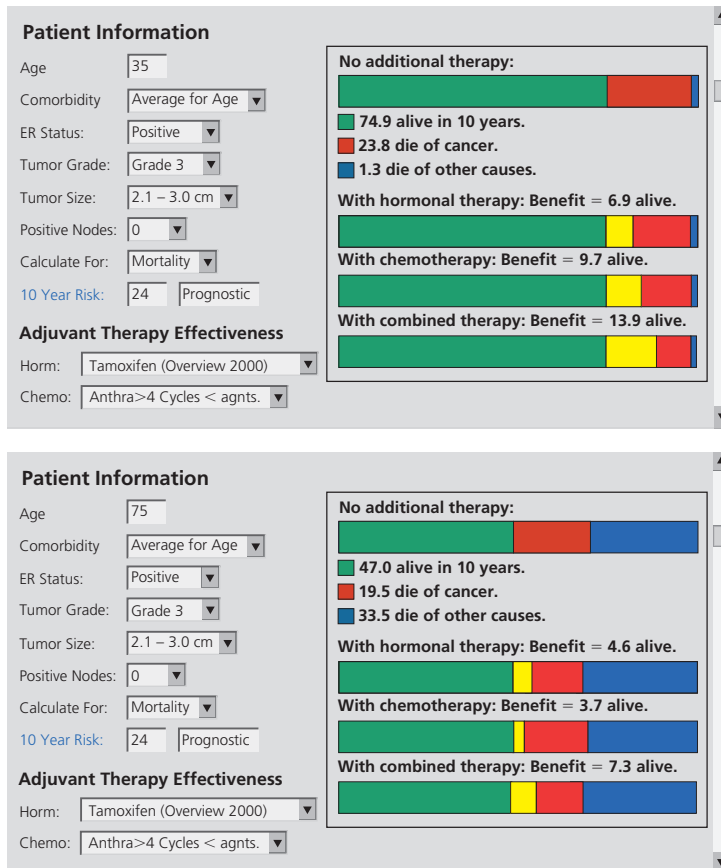 Patient Information
Age 35
Comorbidity Average for Age
ER Status: Positive
Tumor Grade: Grade 3
Tumor Size: 2.1 – 3.0 cm
Positive Nodes: 0
Calculate For: Mortality
10 Year Risk: 24 Prognostic
Adjuvant Therapy Effectiveness
Horm: Tamoxifen (Overview 2000)
Chemo: Anthra>4 Cycles < agnts.
No additional therapy:
74.9 alive in 10 years.
23.8 die of cancer.
1.3 die of other causes.
With hormonal therapy: Benefit = 6.9 alive.
With chemotherapy: Benefit = 9.7 alive.
With combined therapy: Benefit = 13.9 alive.
Patient Information
Age 75
Comorbidity Average for Age
ER Status: Positive
Tumor Grade: Grade 3
Tumor Size: 2.1 – 3.0 cm
Positive Nodes: 0
Calculate For: Mortality
10 Year Risk: 24 Prognostic
Adjuvant Therapy Effectiveness
Horm: Tamoxifen (Overview 2000)
Chemo: Anthra>4 Cycles < agnts.
No additional therapy:
47.0 alive in 10 years.
19.5 die of cancer.
33.5 die of other causes.
With hormonal therapy: Benefit = 4.6 alive.
With chemotherapy: Benefit = 3.7 alive.
With combined therapy: Benefit = 7.3 alive.